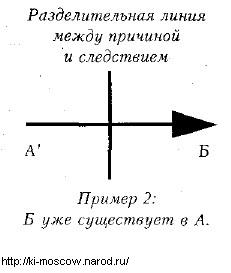 Разделительная линия
между причиной
и следствием
А' Б
Пример 2:
Б уже существует в А.
http://ki-moscow.narod.ru/